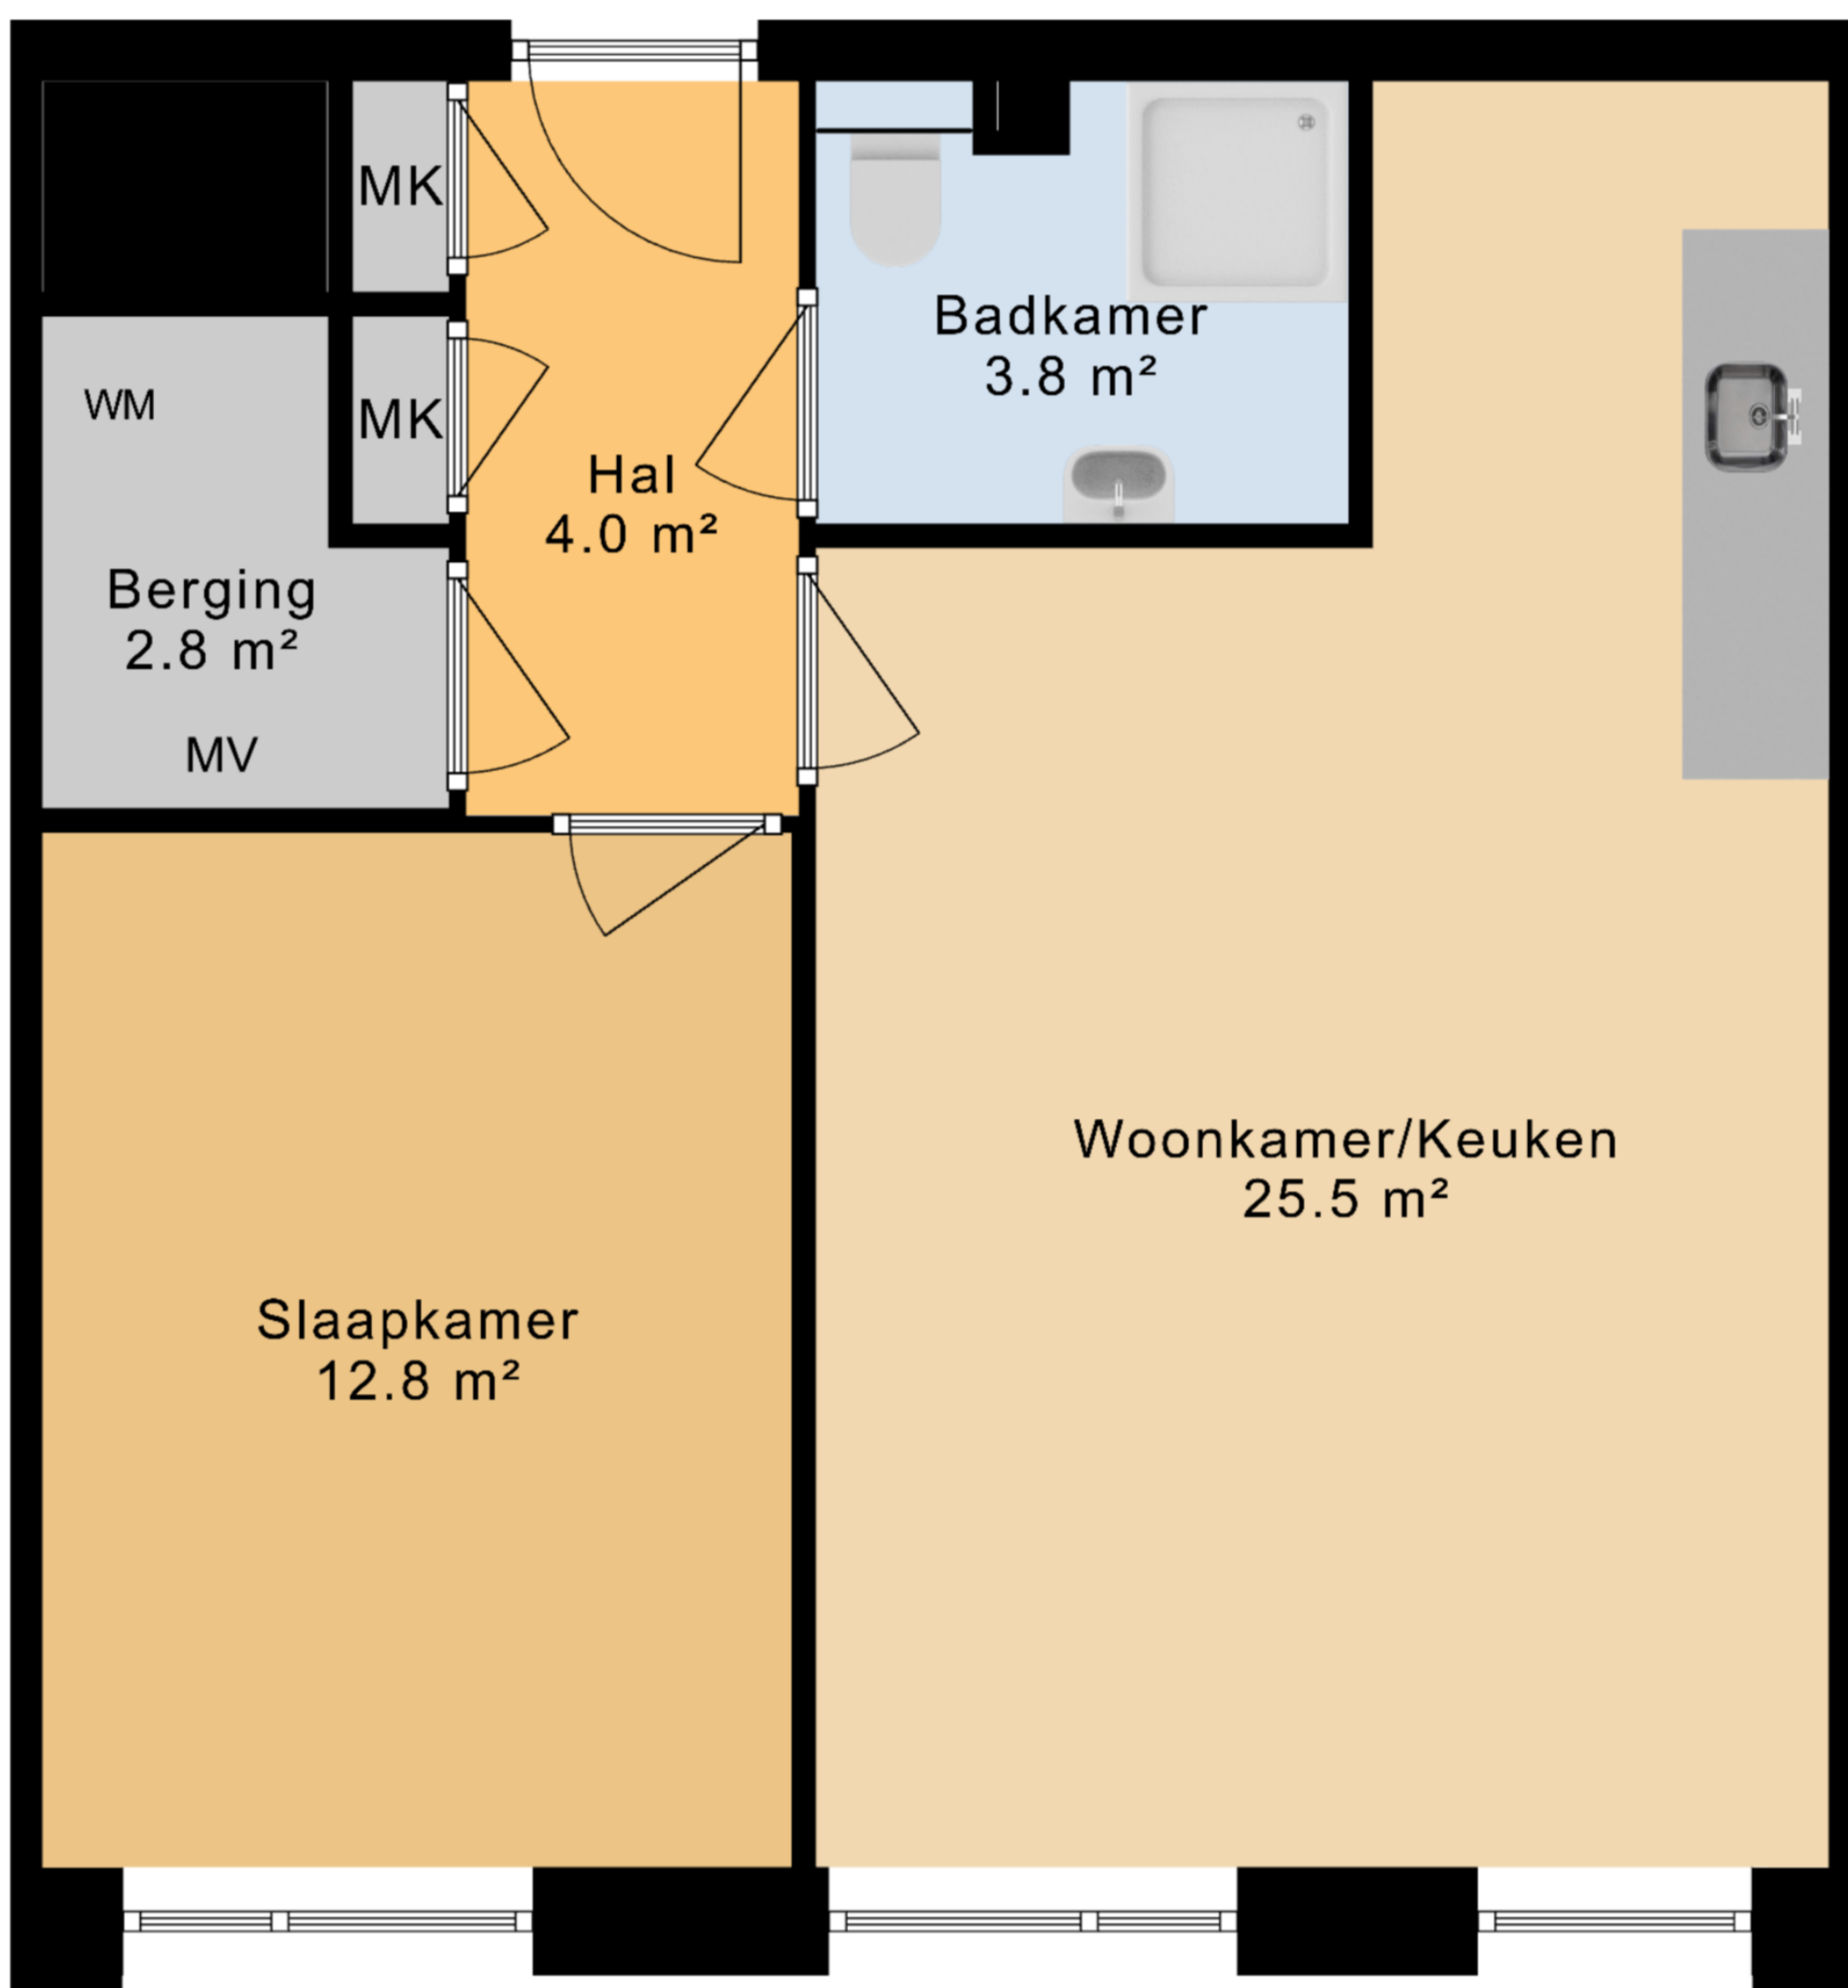 MK
Badkamer
3.8 m²
WM
MK
Hal
4.0 m²
Berging
2.8 m²
MV
Woonkamer/Keuken
25.5 m²
Slaapkamer
12.8 m²